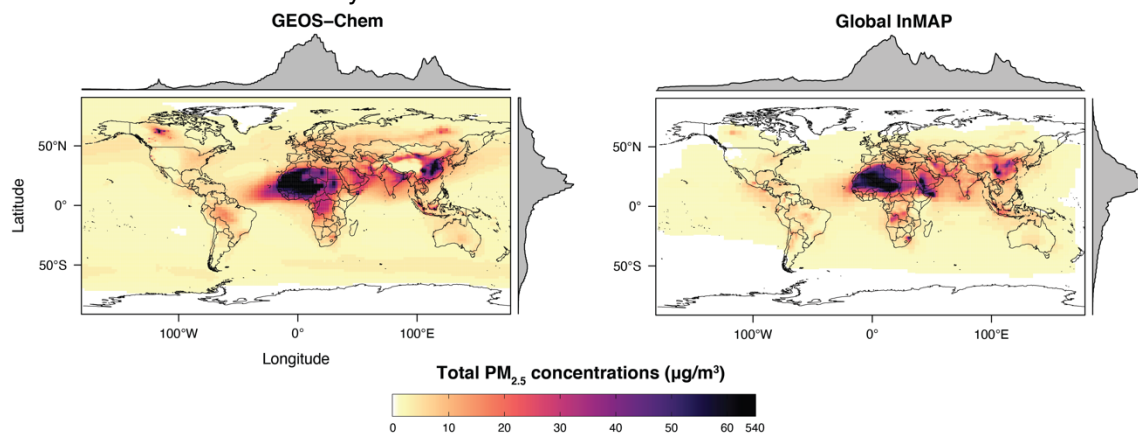 GEOS−Chem
Global InMAP
Latitude
50°N
0°
50°S
100°W
0°
100°E
Longitude
50°N
0°
50°S
100°W
0°
100°E
Total PM2.5 concentrations (µg/m³)
0 10 20 30 40 50 60 540